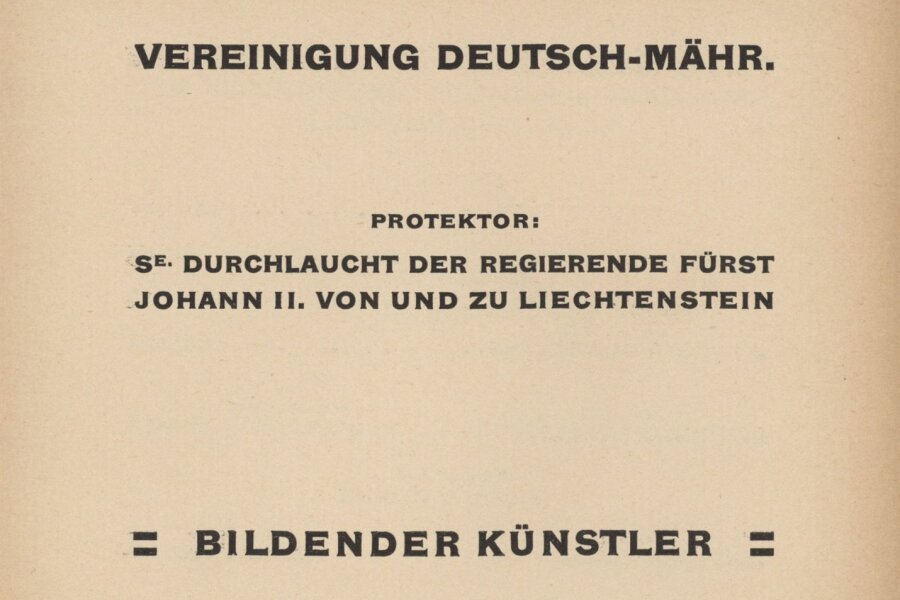 VEREINIGUNG DEUTSCH-MÄHR.
PROTEKTOR:
SE. DURCHLAUCHT DER REGIERENDE FÜRST
JOHANN II. VON UND ZU LIECHTENSTEIN
= BILDENDER KÜNSTLER =